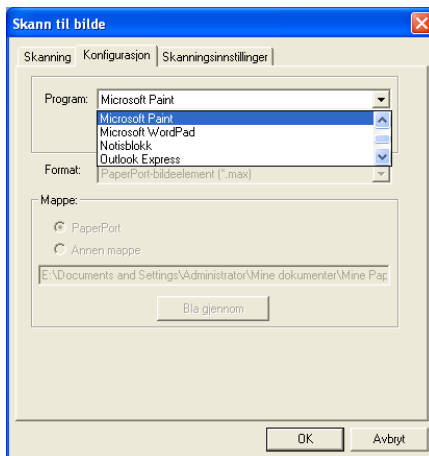 Skann til bilde
Skanning Konfigurasjon Skanningsinnstillinger
Program: Microsoft Paint
Microsoft Paint
Microsoft WordPad
Notisblokk
Outlook Express
Format: PaperPort-bildeelement (*.max)
Mappe:
PaperPort
Annen mappe
E:\Documents and Settings\Administrator\Mine dokumenter\Mine Pap
Bla gjennom
OK Avbryt